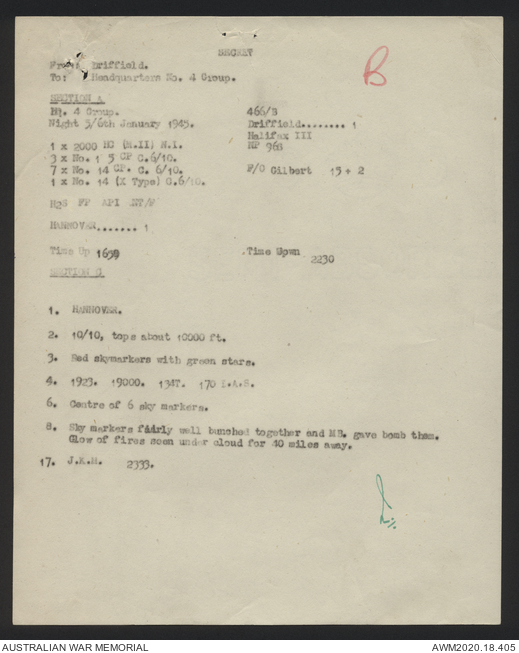 SECRET
From: Driffield.
To: Headquarters No. 4 Group.
B
SECTION A
No. 4 Group. 466/B
Night 5/6th January 1945. Driffield........ 1
Halifax III
1 x 2000 HC (M.II) N.I. NP 968
3 x No. 1 5 CP G.6/10.
7 x No. 14 CP. G. 6/10. F/O Gilbert 15 + 2
1 x No. 14 (X Type) G.6/10.
H2S FF API
HANNOVER....... 1
Time Up 1659 Time Down 2230
SECTION C
1. HANNOVER.
2. 10/10, tops about 10000 ft.
3. Red skymarkers with green stars.
4. 1923. 19000. 134T. 170 I.A.S.
6. Centre of 6 sky markers.
8. Sky markers fairly well bunched together and MB. gave bomb them.
Glow of fires seen under cloud for 40 miles away.
17. J.K.M. 2333.
AUSTRALIAN WAR MEMORIAL AWM2020.18.405